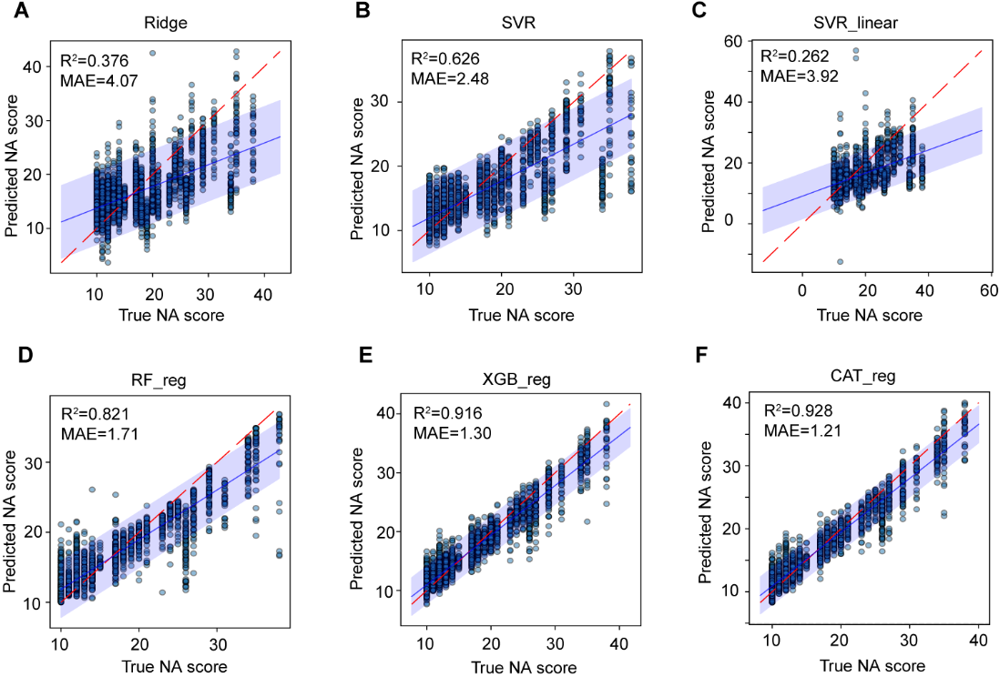 A
Ridge
R²=0.376
MAE=4.07
40
30
20
10
Predicted NA score
10
20
30
40
True NA score
B
SVR
R²=0.626
MAE=2.48
30
20
10
Predicted NA score
10
20
30
True NA score
C
SVR_linear
R²=0.262
MAE=3.92
60
40
20
0
Predicted NA score
0
20
40
60
True NA score
D
RF_reg
R²=0.821
MAE=1.71
30
20
10
Predicted NA score
10
20
30
True NA score
E
XGB_reg
R²=0.916
MAE=1.30
40
30
20
10
Predicted NA score
10
20
30
40
True NA score
F
CAT_reg
R²=0.928
MAE=1.21
40
30
20
10
Predicted NA score
10
20
30
40
True NA score